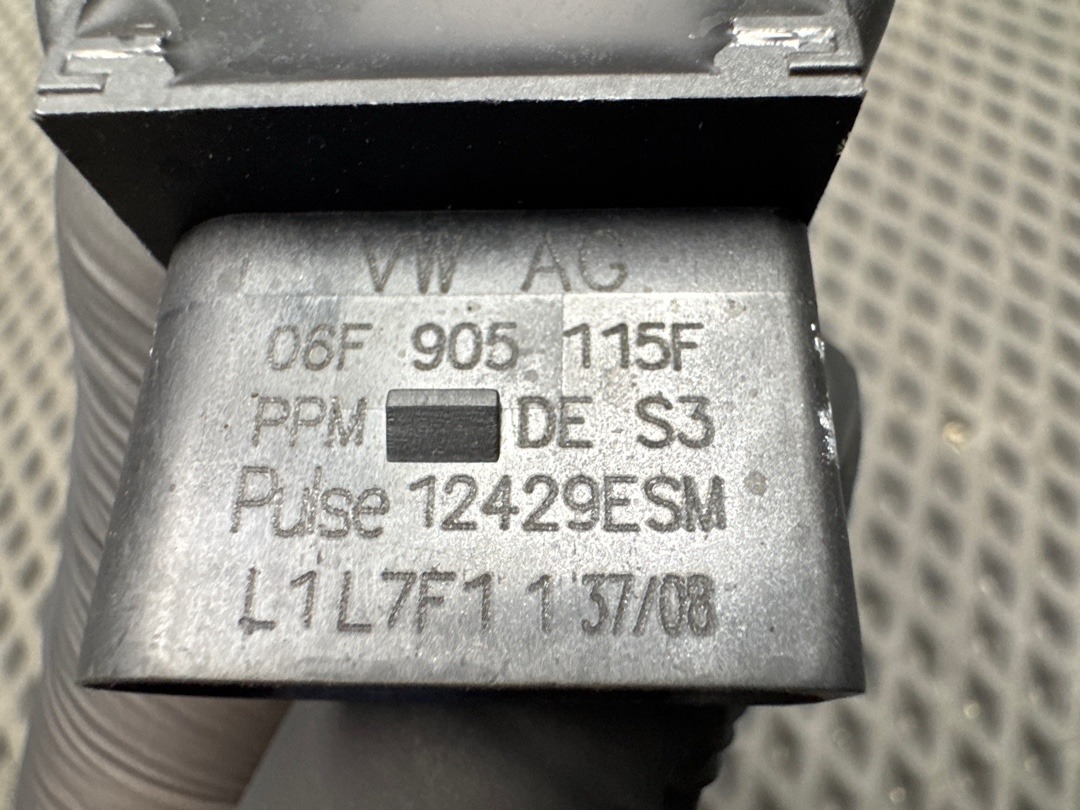 VW AG
06F 905 115F
PPM DE S3
Pulse 12429ESM
L1L7F1 1 37/08